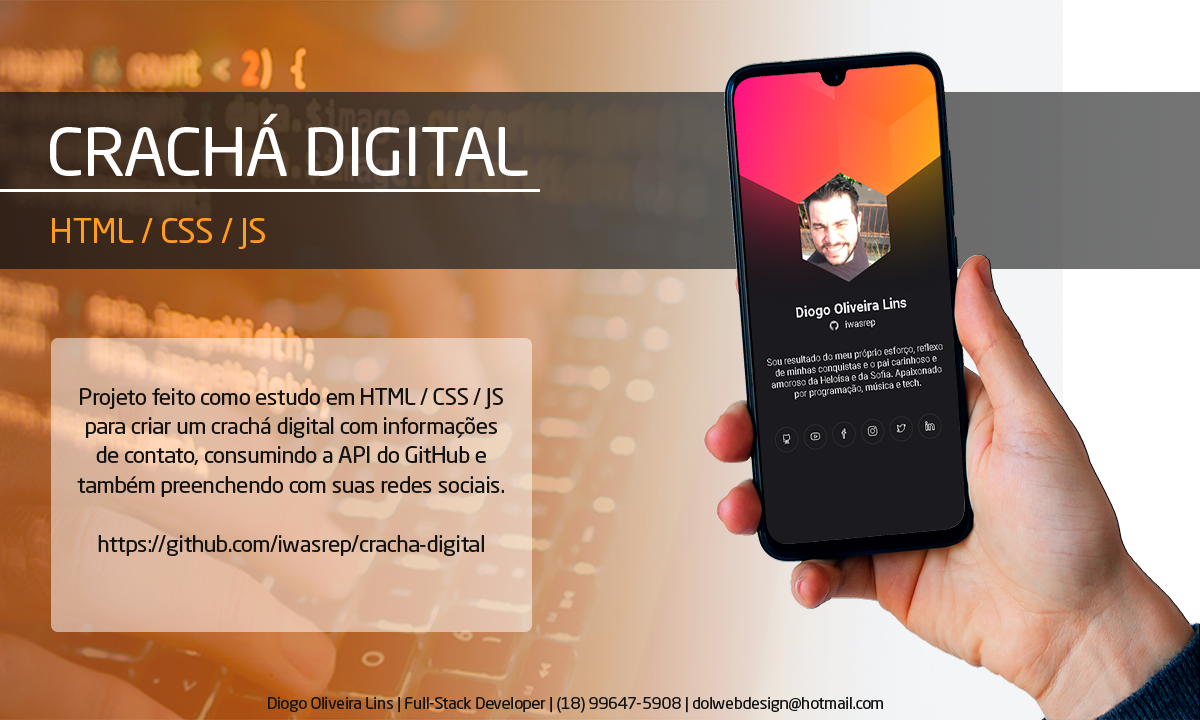 CRACHÁ DIGITAL
HTML / CSS / JS
Projeto feito como estudo em HTML / CSS / JS
para criar um crachá digital com informações
de contato, consumindo a API do GitHub e
também preenchendo com suas redes sociais.
https://github.com/iwasrep/cracha-digital
Diogo Oliveira Lins
iwasrep
Sou resultado do meu próprio esforço, reflexo
de minhas conquistas e o pai carinhoso e
amoroso da Heloisa e da Sofia. Apaixonado
por programação, música e tech.
Diogo Oliveira Lins | Full-Stack Developer | (18) 99647-5908 | dolwebdesign@hotmail.com